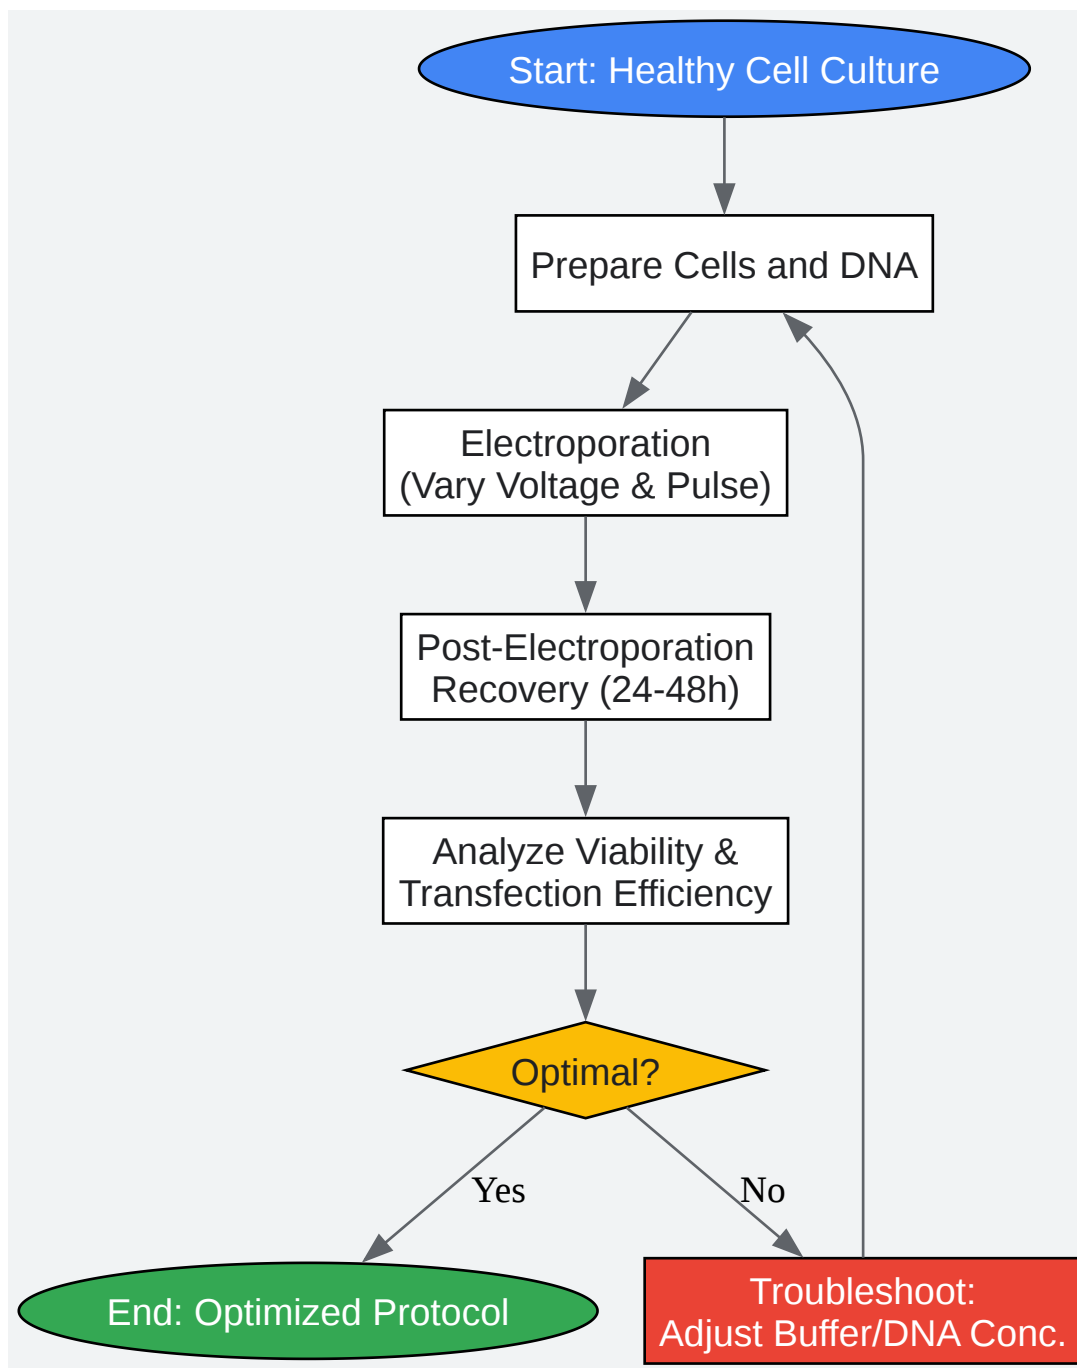 Start: Healthy Cell Culture
Prepare Cells and DNA
Electroporation
(Vary Voltage & Pulse)
Post-Electroporation
Recovery (24-48h)
Analyze Viability &
Transfection Efficiency
Optimal?
Yes
No
End: Optimized Protocol
Troubleshoot:
Adjust Buffer/DNA Conc.